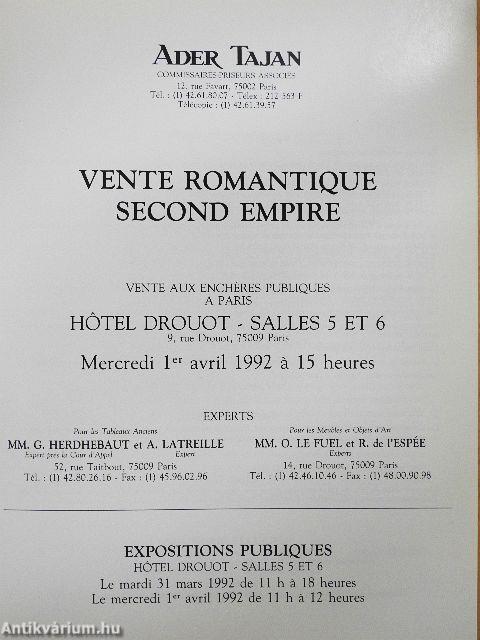 ADER TAJAN
COMMISSAIRES-PRISEURS ASSOCIÉS
12, rue Favart, 75002 Paris
Tél. : (1) 42.61.80.07 - Télex : 212 563 F
Télécopie : (1) 42.61.39.57
VENTE ROMANTIQUE
SECOND EMPIRE
VENTE AUX ENCHÈRES PUBLIQUES
A PARIS
HÔTEL DROUOT - SALLES 5 ET 6
9, rue Drouot, 75009 Paris
Mercredi 1er avril 1992 à 15 heures
EXPERTS
Pour les Tableaux Anciens
MM. G. HERDHEBAUT et A. LATREILLE
Expert près la Cour d'Appel Expert
52, rue Taitbout, 75009 Paris
Tél. : (1) 42.80.26.16 - Fax : (1) 45.96.02.96
Pour les Meubles et Objets d'Art
MM. O. LE FUEL et R. de l'ESPÉE
Experts
14, rue Drouot, 75009 Paris
Tél. : (1) 42.46.10.46 - Fax : (1) 48.00.90.98
EXPOSITIONS PUBLIQUES
HÔTEL DROUOT - SALLES 5 ET 6
Le mardi 31 mars 1992 de 11 h à 18 heures
Le mercredi 1er avril 1992 de 11 h à 12 heures
Antikvárium.hu